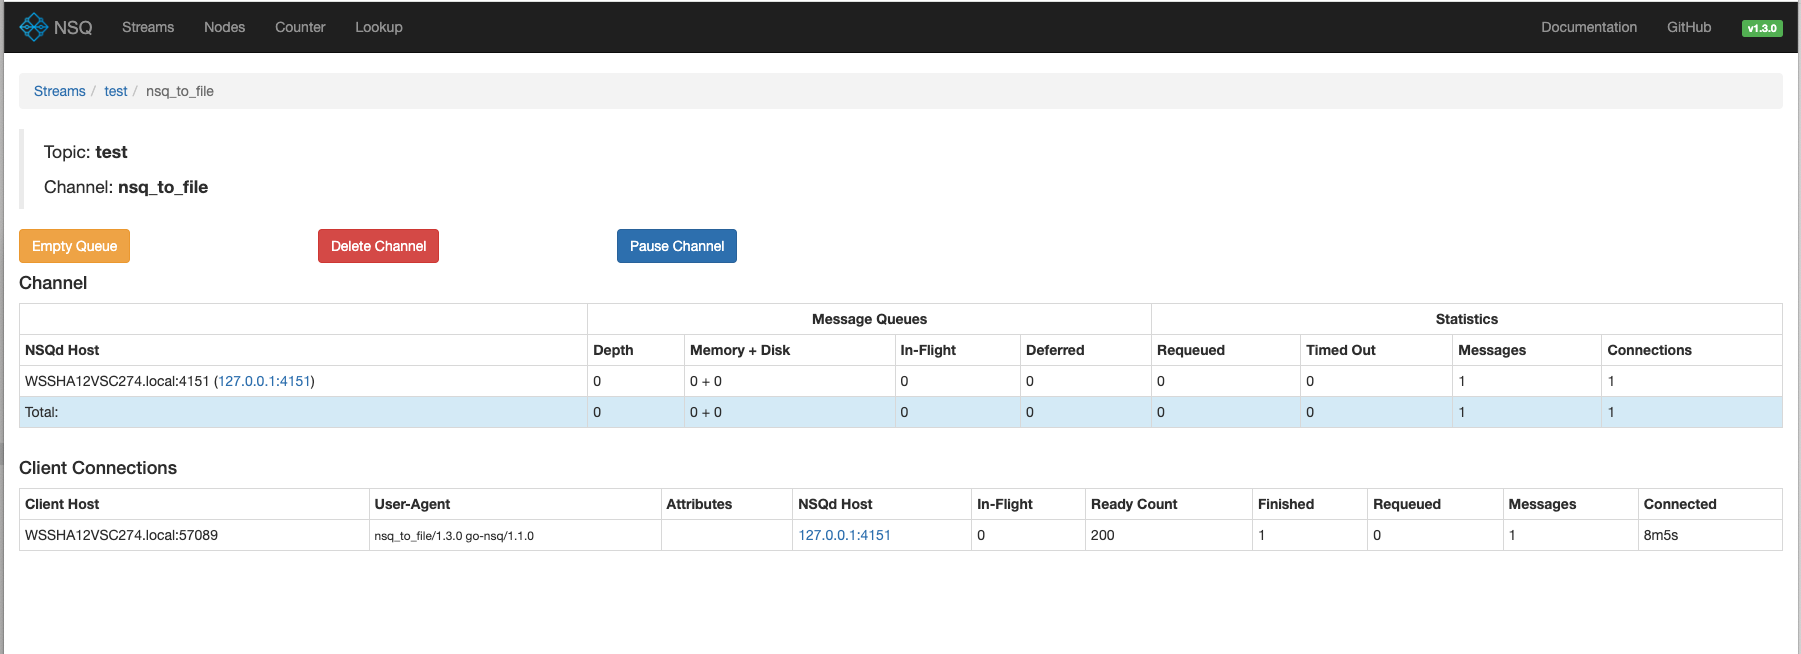 NSQ Streams Nodes Counter Lookup Documentation GitHub v1.3.0
Streams / test / nsq_to_file
Topic: test
Channel: nsq_to_file
Empty Queue Delete Channel Pause Channel
Channel
Message Queues Statistics
NSQd Host Depth Memory + Disk In-Flight Deferred Requeued Timed Out Messages Connections
WSSHA12VSC274.local:4151 (127.0.0.1:4151) 0 0 + 0 0 0 0 0 1 1
Total: 0 0 + 0 0 0 0 0 1 1
Client Connections
Client Host User-Agent Attributes NSQd Host In-Flight Ready Count Finished Requeued Messages Connected
WSSHA12VSC274.local:57089 nsq_to_file/1.3.0 go-nsq/1.1.0 127.0.0.1:4151 0 200 1 0 1 8m5s